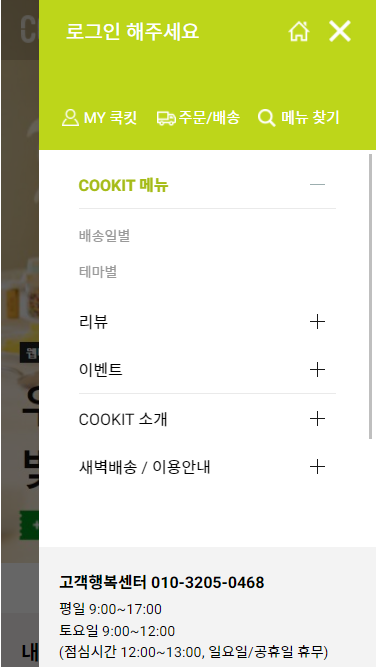 로그인 해주세요
MY 쿡킷
주문/배송
메뉴 찾기
COOKIT 메뉴
배송일별
테마별
리뷰
이벤트
COOKIT 소개
새벽배송 / 이용안내
고객행복센터 010-3205-0468
평일 9:00~17:00
토요일 9:00~12:00
(점심시간 12:00~13:00, 일요일/공휴일 휴무)